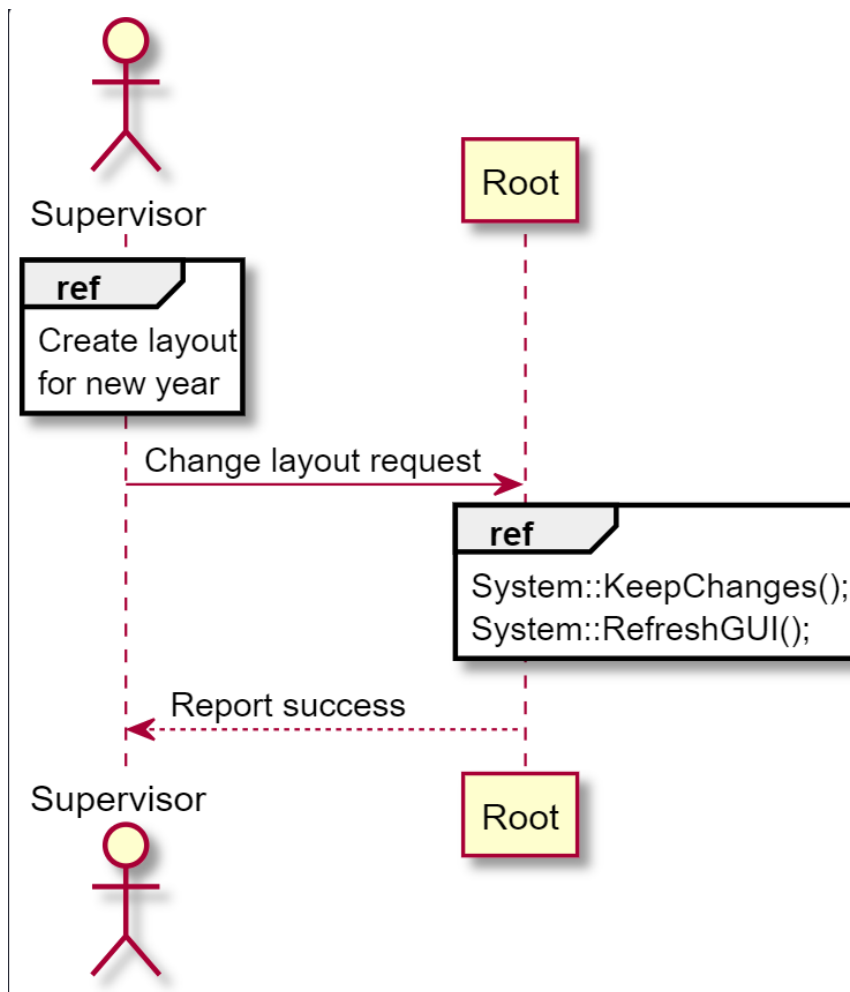 Supervisor
Root
ref
Create layout
for new year
Change layout request
ref
System::KeepChanges();
System::RefreshGUI();
Report success
Supervisor
Root